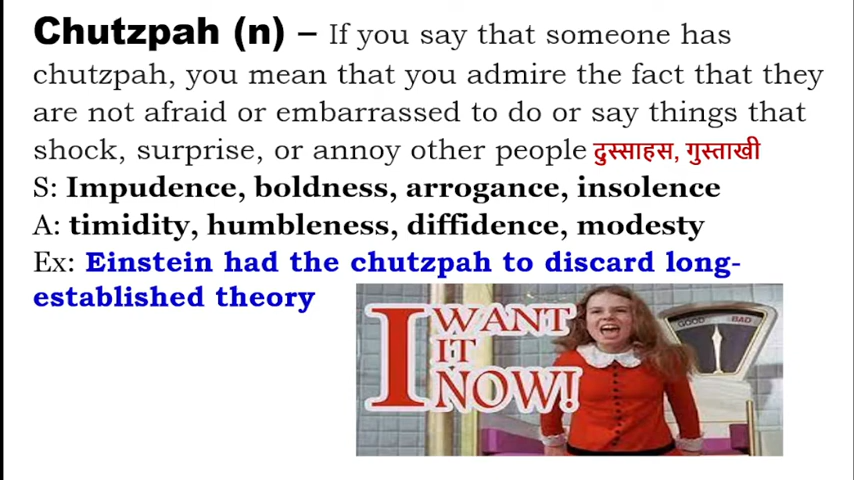 Chutzpah (n) – If you say that someone has
chutzpah, you mean that you admire the fact that they
are not afraid or embarrassed to do or say things that
shock, surprise, or annoy other people दुस्साहस, गुस्ताखी
S: Impudence, boldness, arrogance, insolence
A: timidity, humbleness, diffidence, modesty
Ex: Einstein had the chutzpah to discard long-
established theory
I WANT
IT
NOW!
GOOD BAD